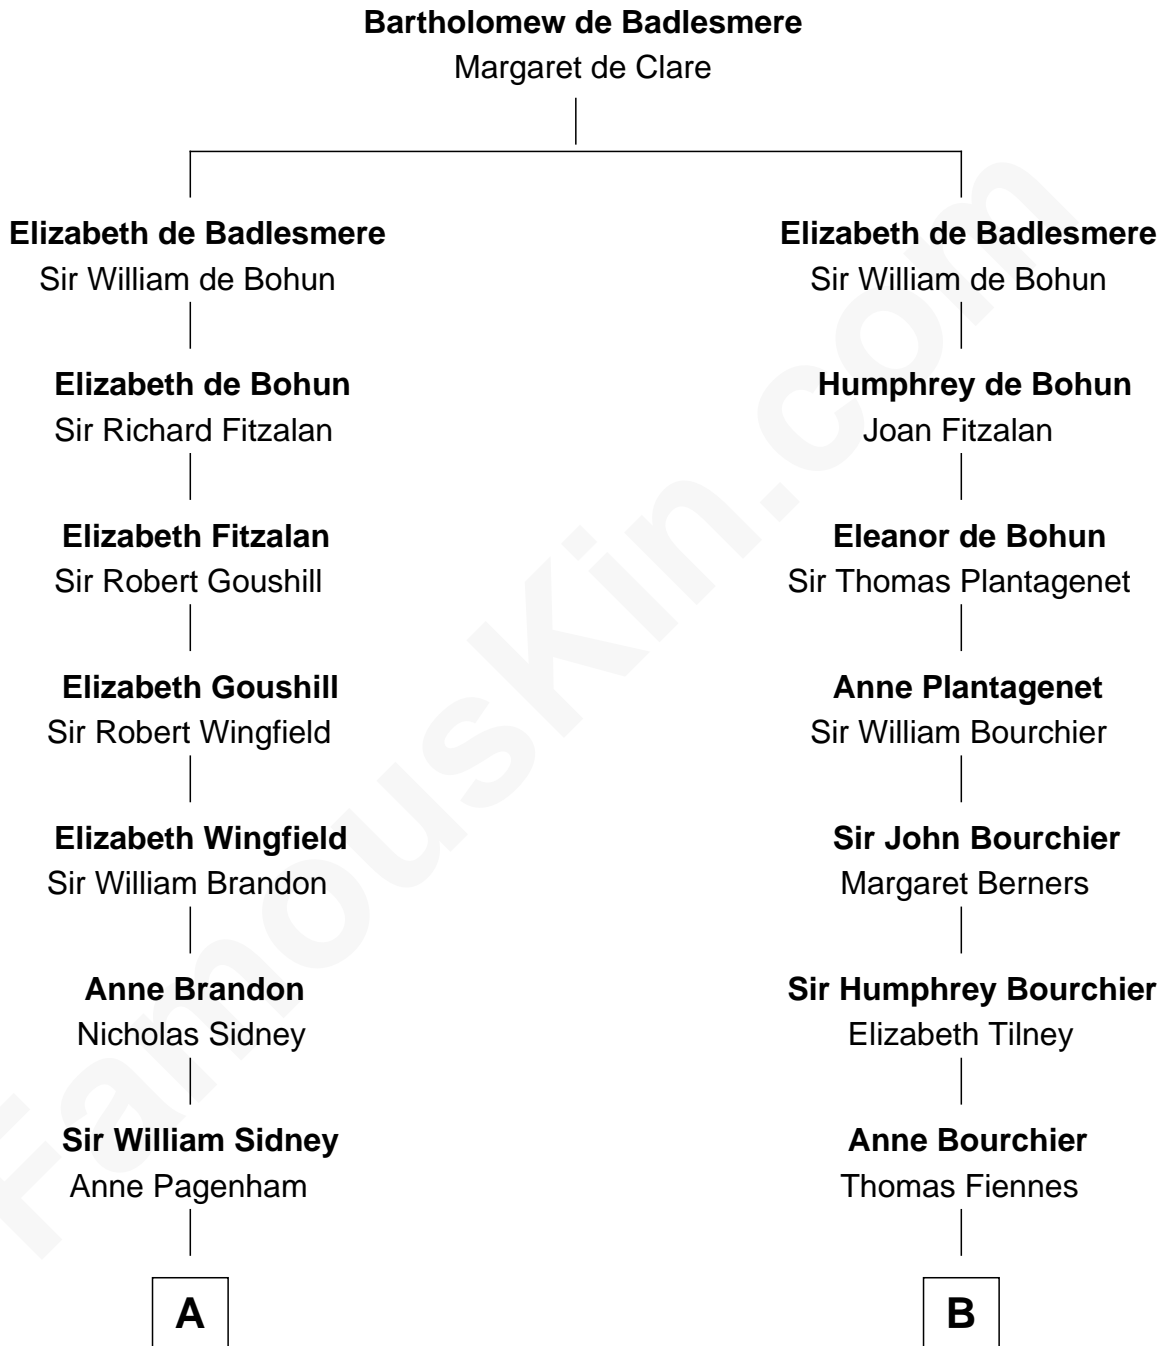 Bartholomew de Badlesmere
Margaret de Clare
Elizabeth de Badlesmere
Sir William de Bohun
Elizabeth de Bohun
Sir Richard Fitzalan
Elizabeth Fitzalan
Sir Robert Goushill
Elizabeth Goushill
Sir Robert Wingfield
Elizabeth Wingfield
Sir William Brandon
Anne Brandon
Nicholas Sidney
Sir William Sidney
Anne Pagenham
A
Elizabeth de Badlesmere
Sir William de Bohun
Humphrey de Bohun
Joan Fitzalan
Eleanor de Bohun
Sir Thomas Plantagenet
Anne Plantagenet
Sir William Bourchier
Sir John Bourchier
Margaret Berners
Sir Humphrey Bourchier
Elizabeth Tilney
Anne Bourchier
Thomas Fiennes
B
FamousKin.com